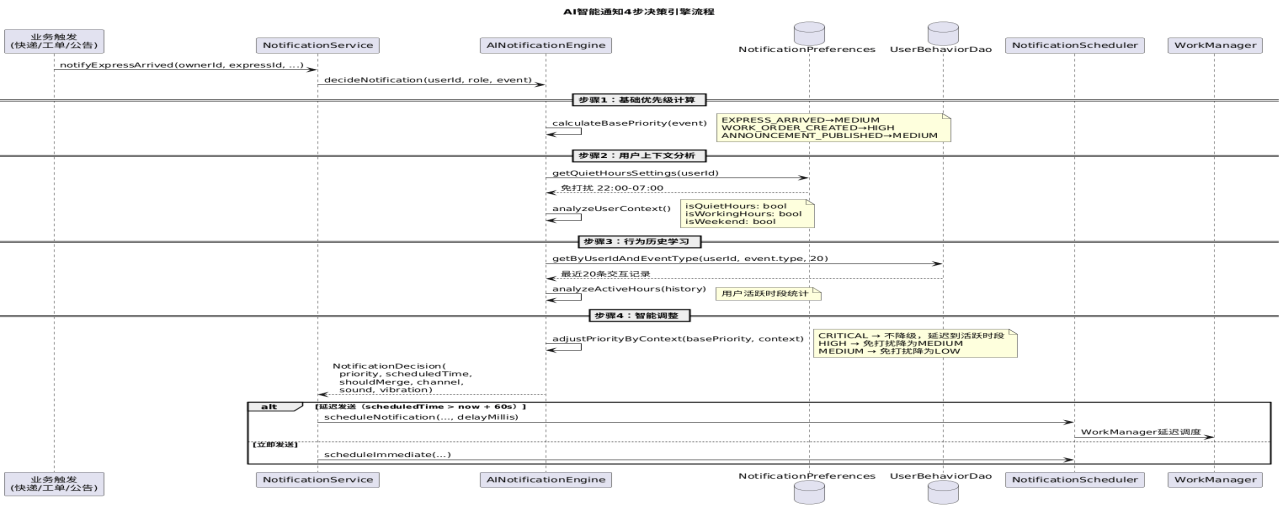 AI智能通知4步决策引擎流程
业务触发
(快递/工单/公告)
NotificationService
AINotificationEngine
NotificationPreferences
UserBehaviorDao
NotificationScheduler
WorkManager
notifyExpressArrived(ownerId, expressId, ...)
decideNotification(userId, role, event)
步骤1：基础优先级计算
calculateBasePriority(event)
EXPRESS_ARRIVED→MEDIUM
WORK_ORDER_CREATED→HIGH
ANNOUNCEMENT_PUBLISHED→MEDIUM
步骤2：用户上下文分析
getQuietHoursSettings(userId)
免打扰 22:00-07:00
analyzeUserContext()
isQuietHours: bool
isWorkingHours: bool
isWeekend: bool
步骤3：行为历史学习
getByUserIdAndEventType(userId, event.type, 20)
最近20条交互记录
analyzeActiveHours(history)
用户活跃时段统计
步骤4：智能调整
adjustPriorityByContext(basePriority, context)
CRITICAL → 不降级，延迟到活跃时段
HIGH → 免打扰降为MEDIUM
MEDIUM → 免打扰降为LOW
NotificationDecision(
priority, scheduledTime,
shouldMerge, channel,
sound, vibration)
alt
[延迟发送（scheduledTime > now + 60s）]
scheduleNotification(..., delayMillis)
WorkManager延迟调度
[立即发送]
scheduleImmediate(...)
业务触发
(快递/工单/公告)
NotificationService
AINotificationEngine
NotificationPreferences
UserBehaviorDao
NotificationScheduler
WorkManager